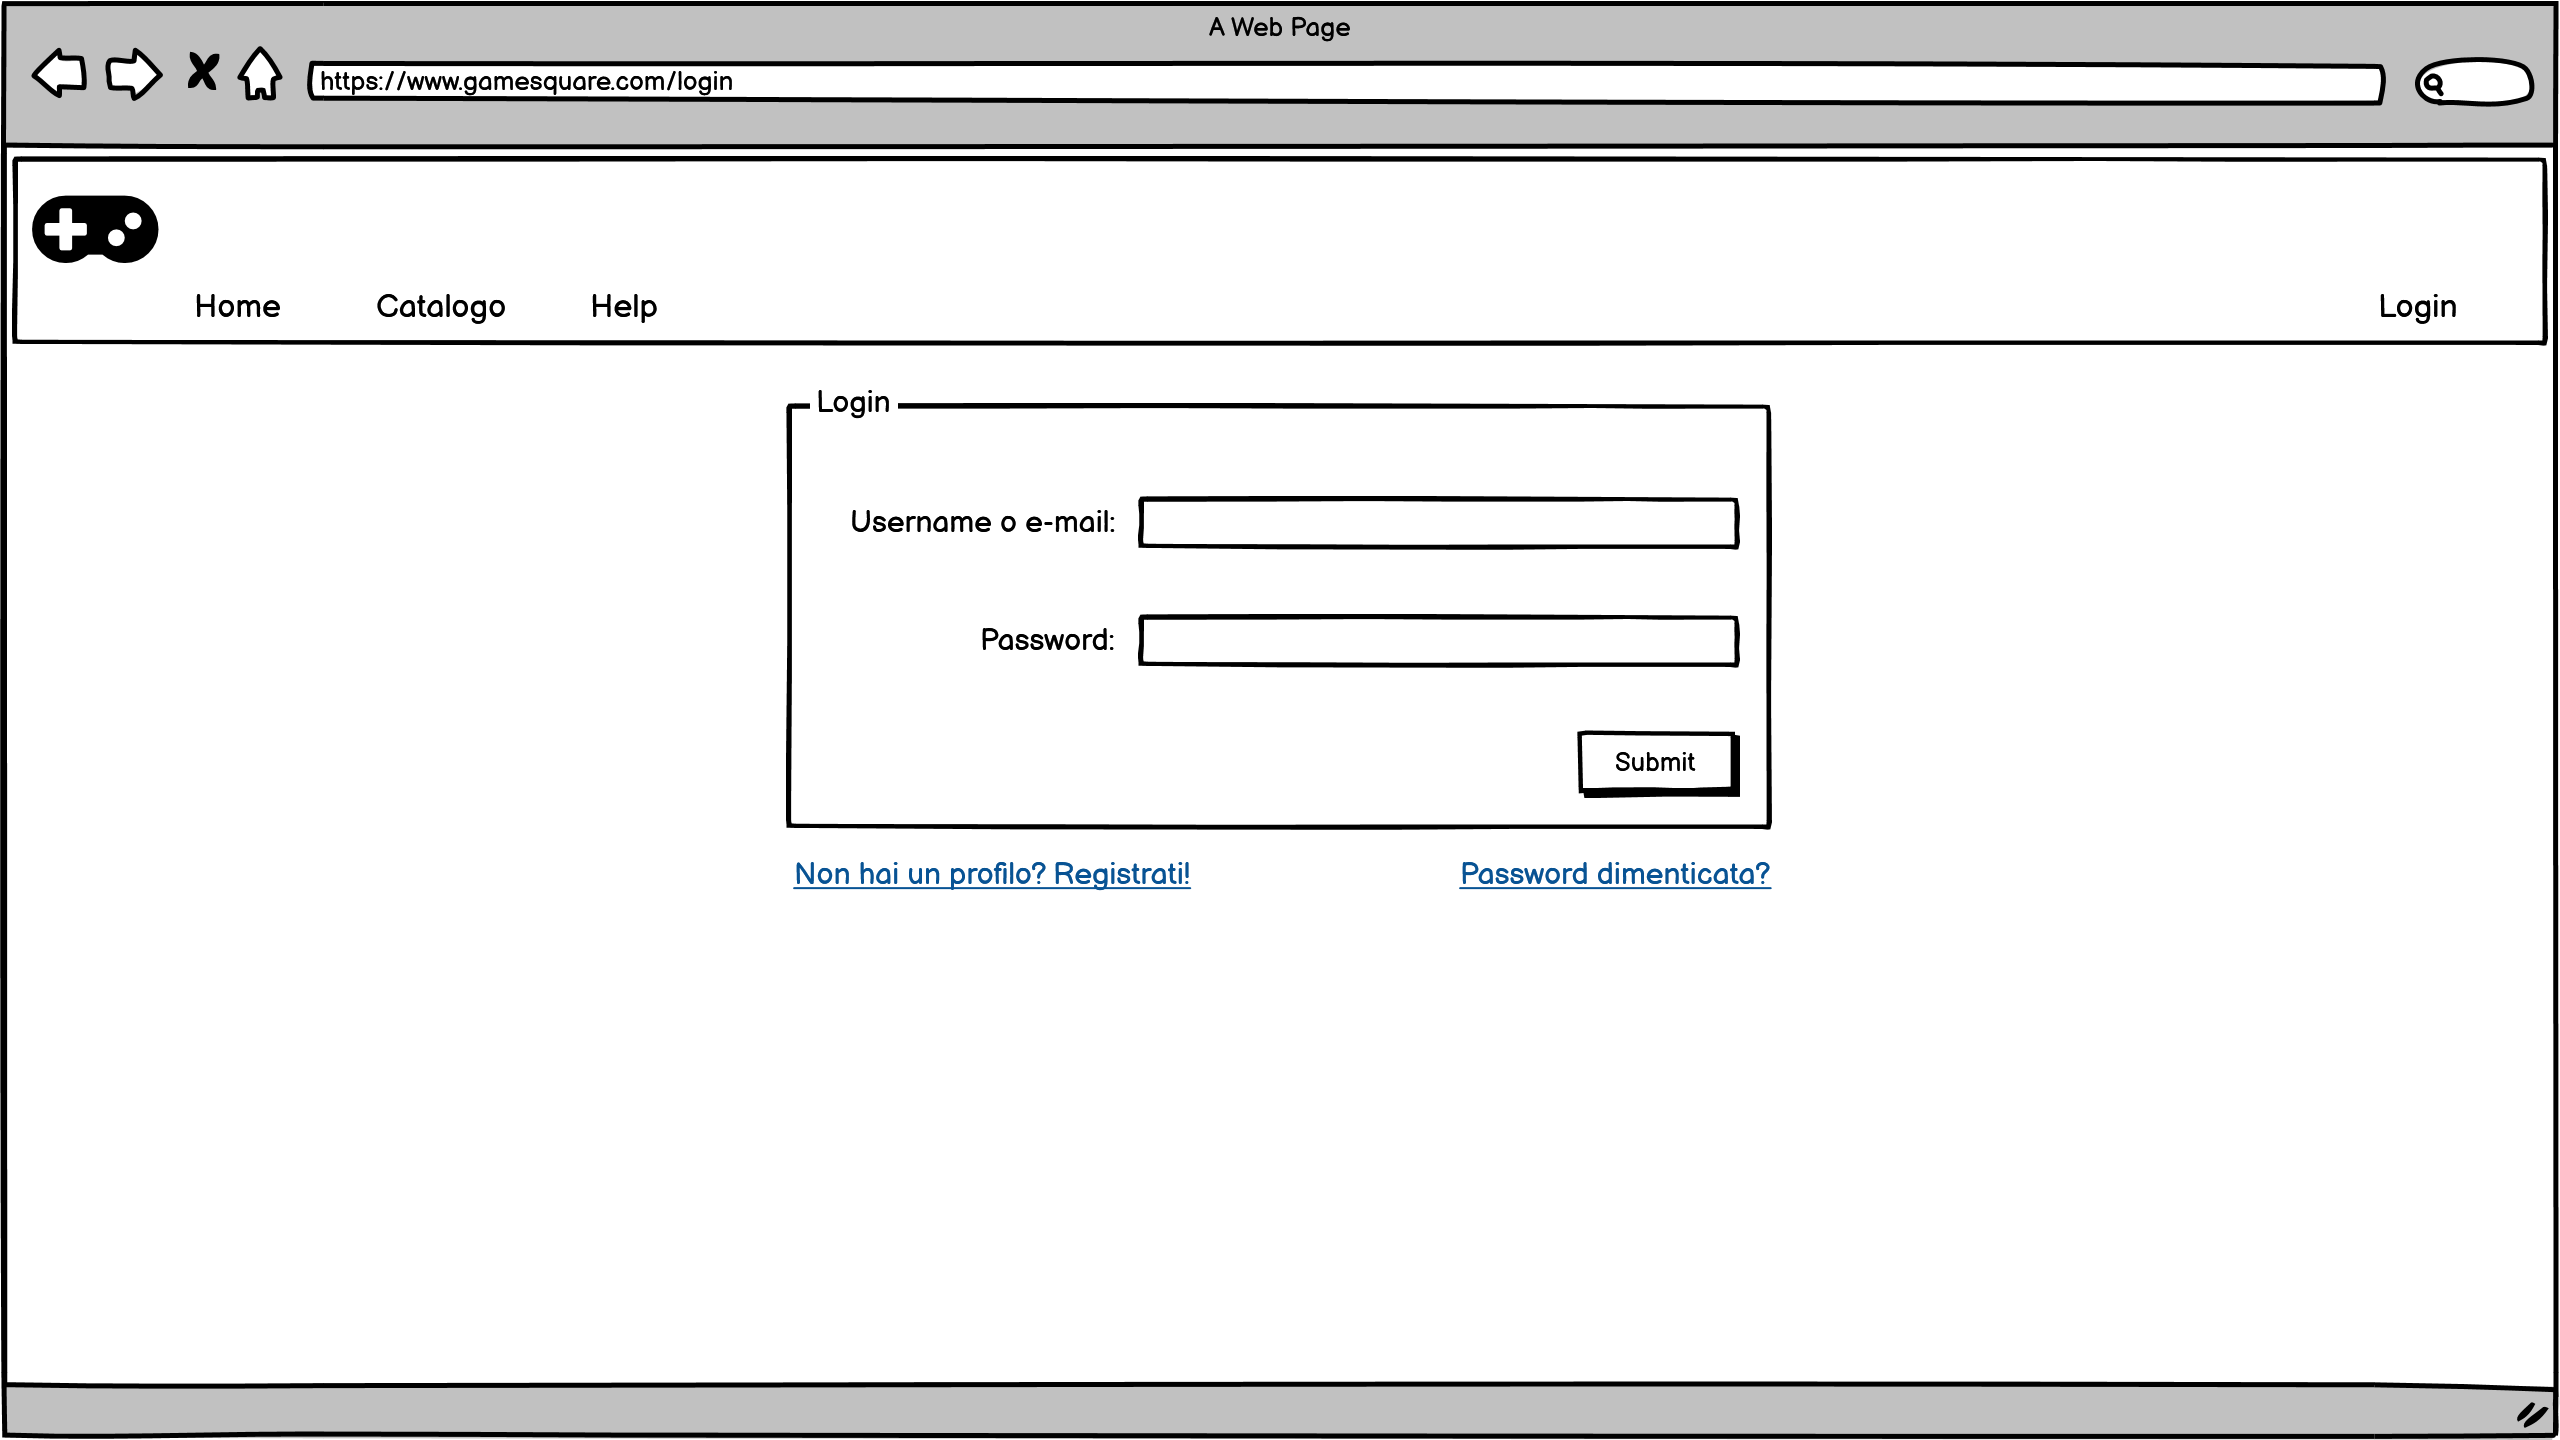 A Web Page
https://www.gamesquare.com/login
Home Catalogo Help Login
Login
Username o e-mail:
Password:
Submit
Non hai un profilo? Registrati! Password dimenticata?